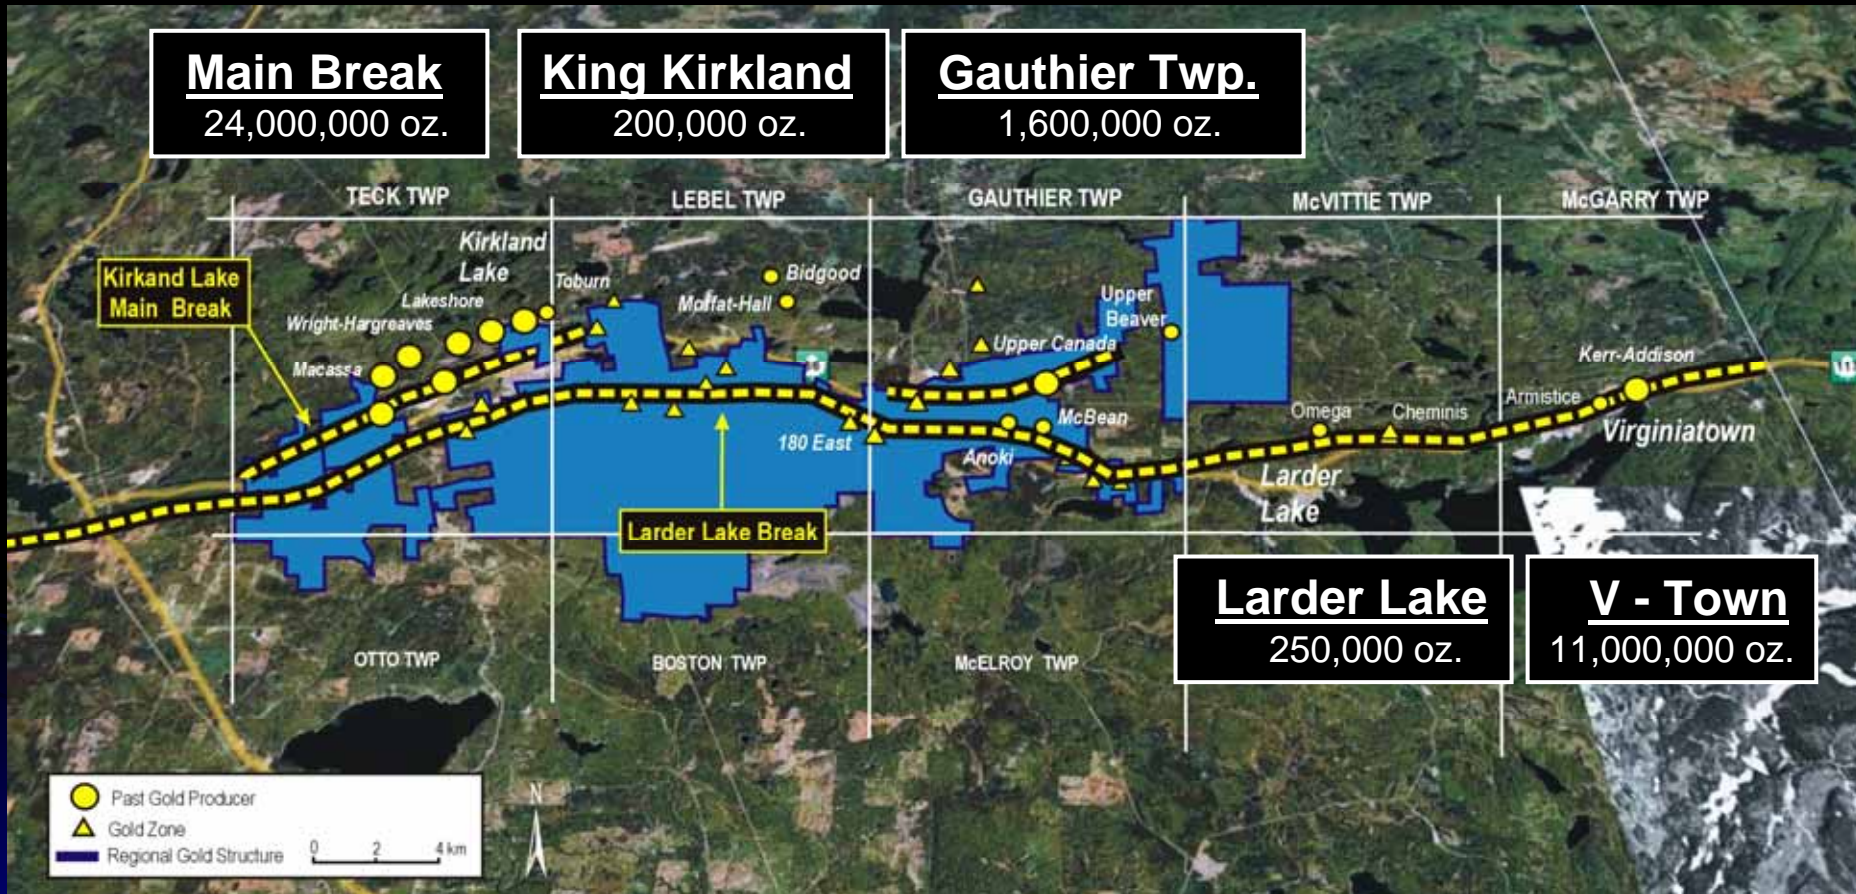 Main Break
24,000,000 oz.
King Kirkland
200,000 oz.
Gauthier Twp.
1,600,000 oz.
TECK TWP
LEBEL TWP
GAUTHIER TWP
McVITTIE TWP
McGARRY TWP
Kirkand Lake
Main Break
Kirkland
Lake
Toburn
Lakeshore
Wright-Hargreaves
Macassa
Bidgood
Moffat-Hall
Upper
Beaver
Upper Canada
Kerr-Addison
Armistice
Omega
Cheminis
Virginiatown
McBean
180 East
Anoki
Larder
Lake
Larder Lake Break
Larder Lake
250,000 oz.
V - Town
11,000,000 oz.
OTTO TWP
BOSTON TWP
McELROY TWP
Past Gold Producer
Gold Zone
Regional Gold Structure
0 2 4 km
N